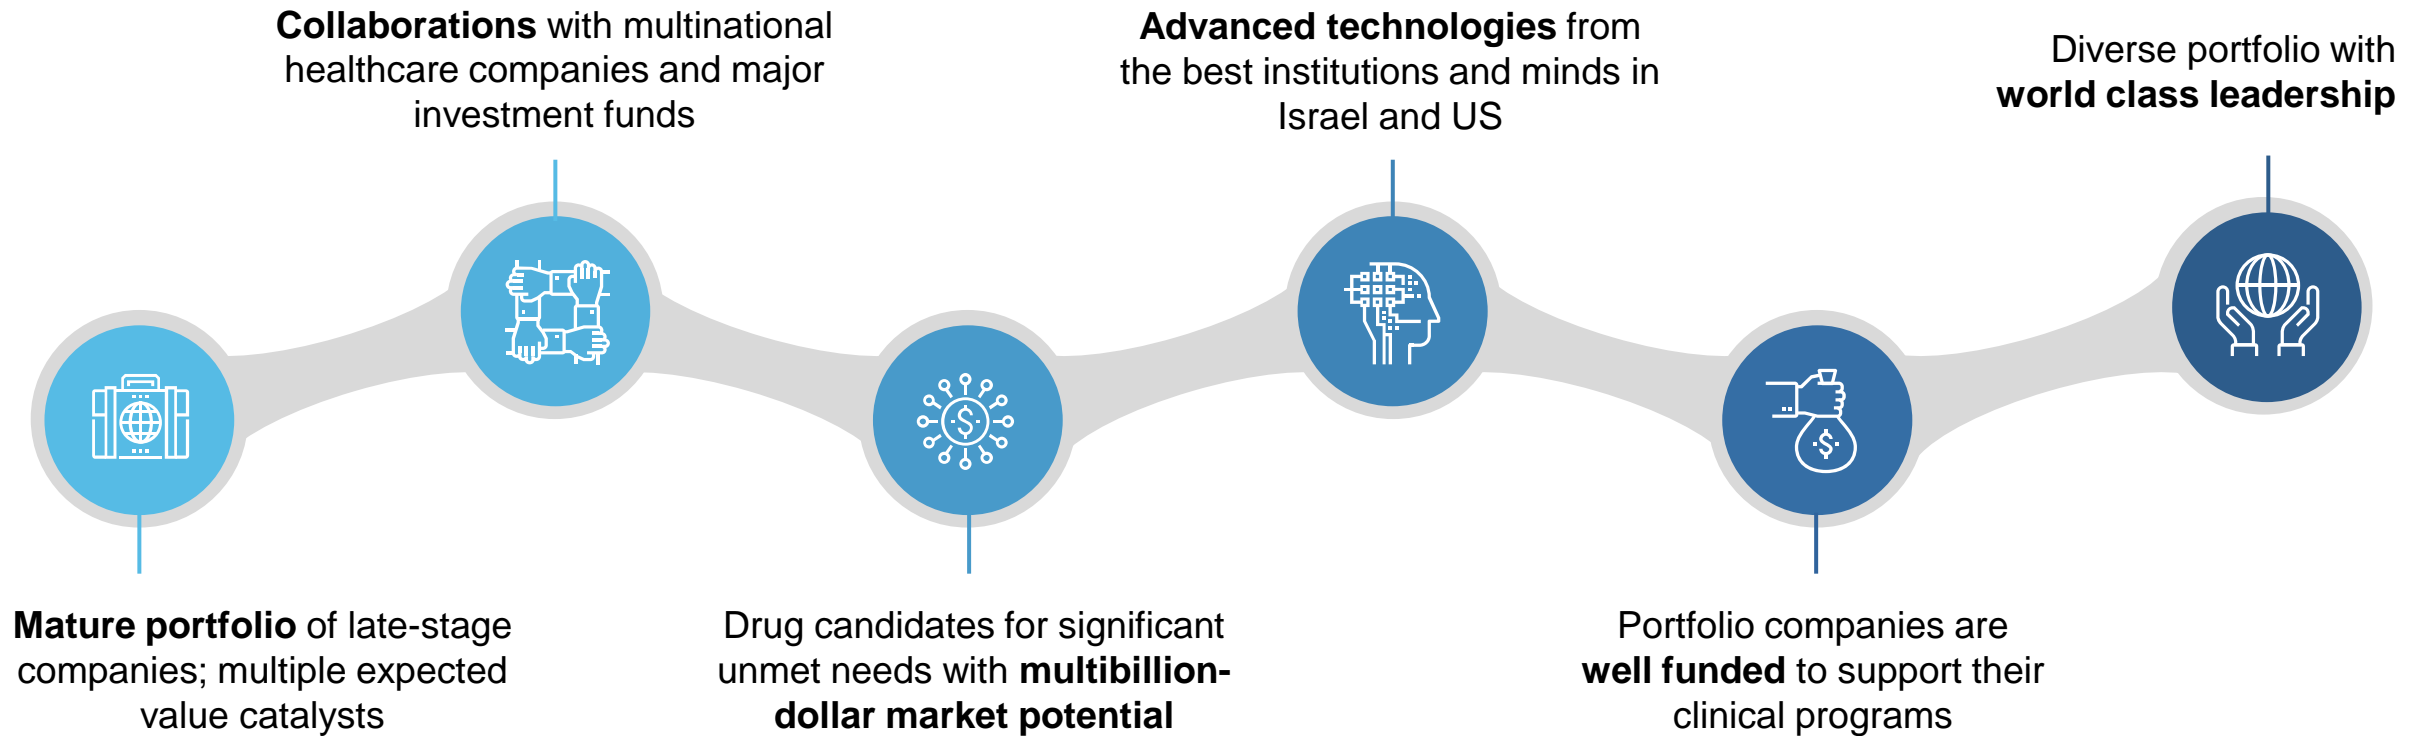 Collaborations with multinational
healthcare companies and major
investment funds
Advanced technologies from
the best institutions and minds in
Israel and US
Diverse portfolio with
world class leadership
$
$
Mature portfolio of late-stage
companies; multiple expected
value catalysts
Drug candidates for significant
unmet needs with multibillion-
dollar market potential
Portfolio companies are
well funded to support their
clinical programs